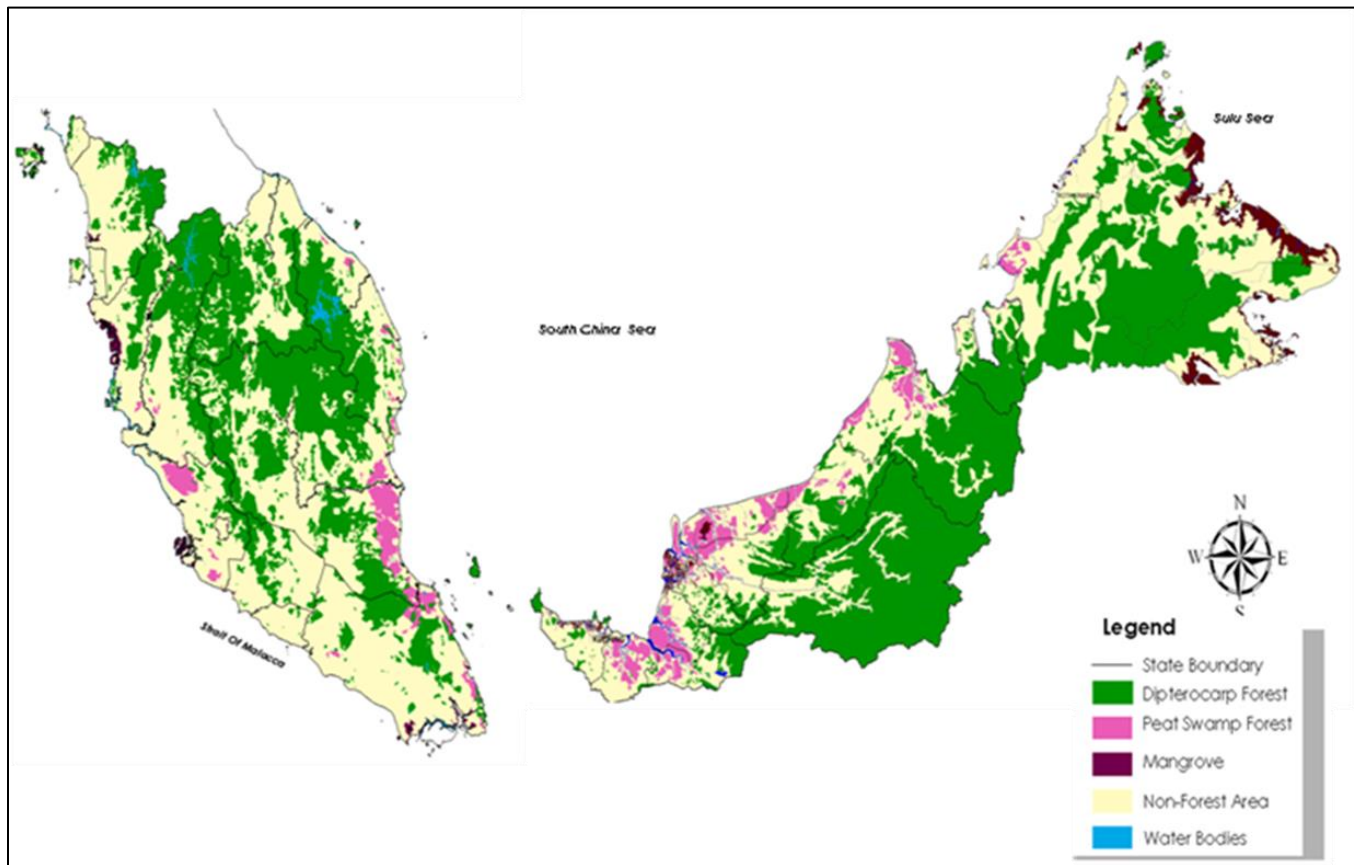 Sulu Sea
South China Sea
Strait Of Malacca
N
W E
S
Legend
State Boundary
Dipterocarp Forest
Peat Swamp Forest
Mangrove
Non-Forest Area
Water Bodies